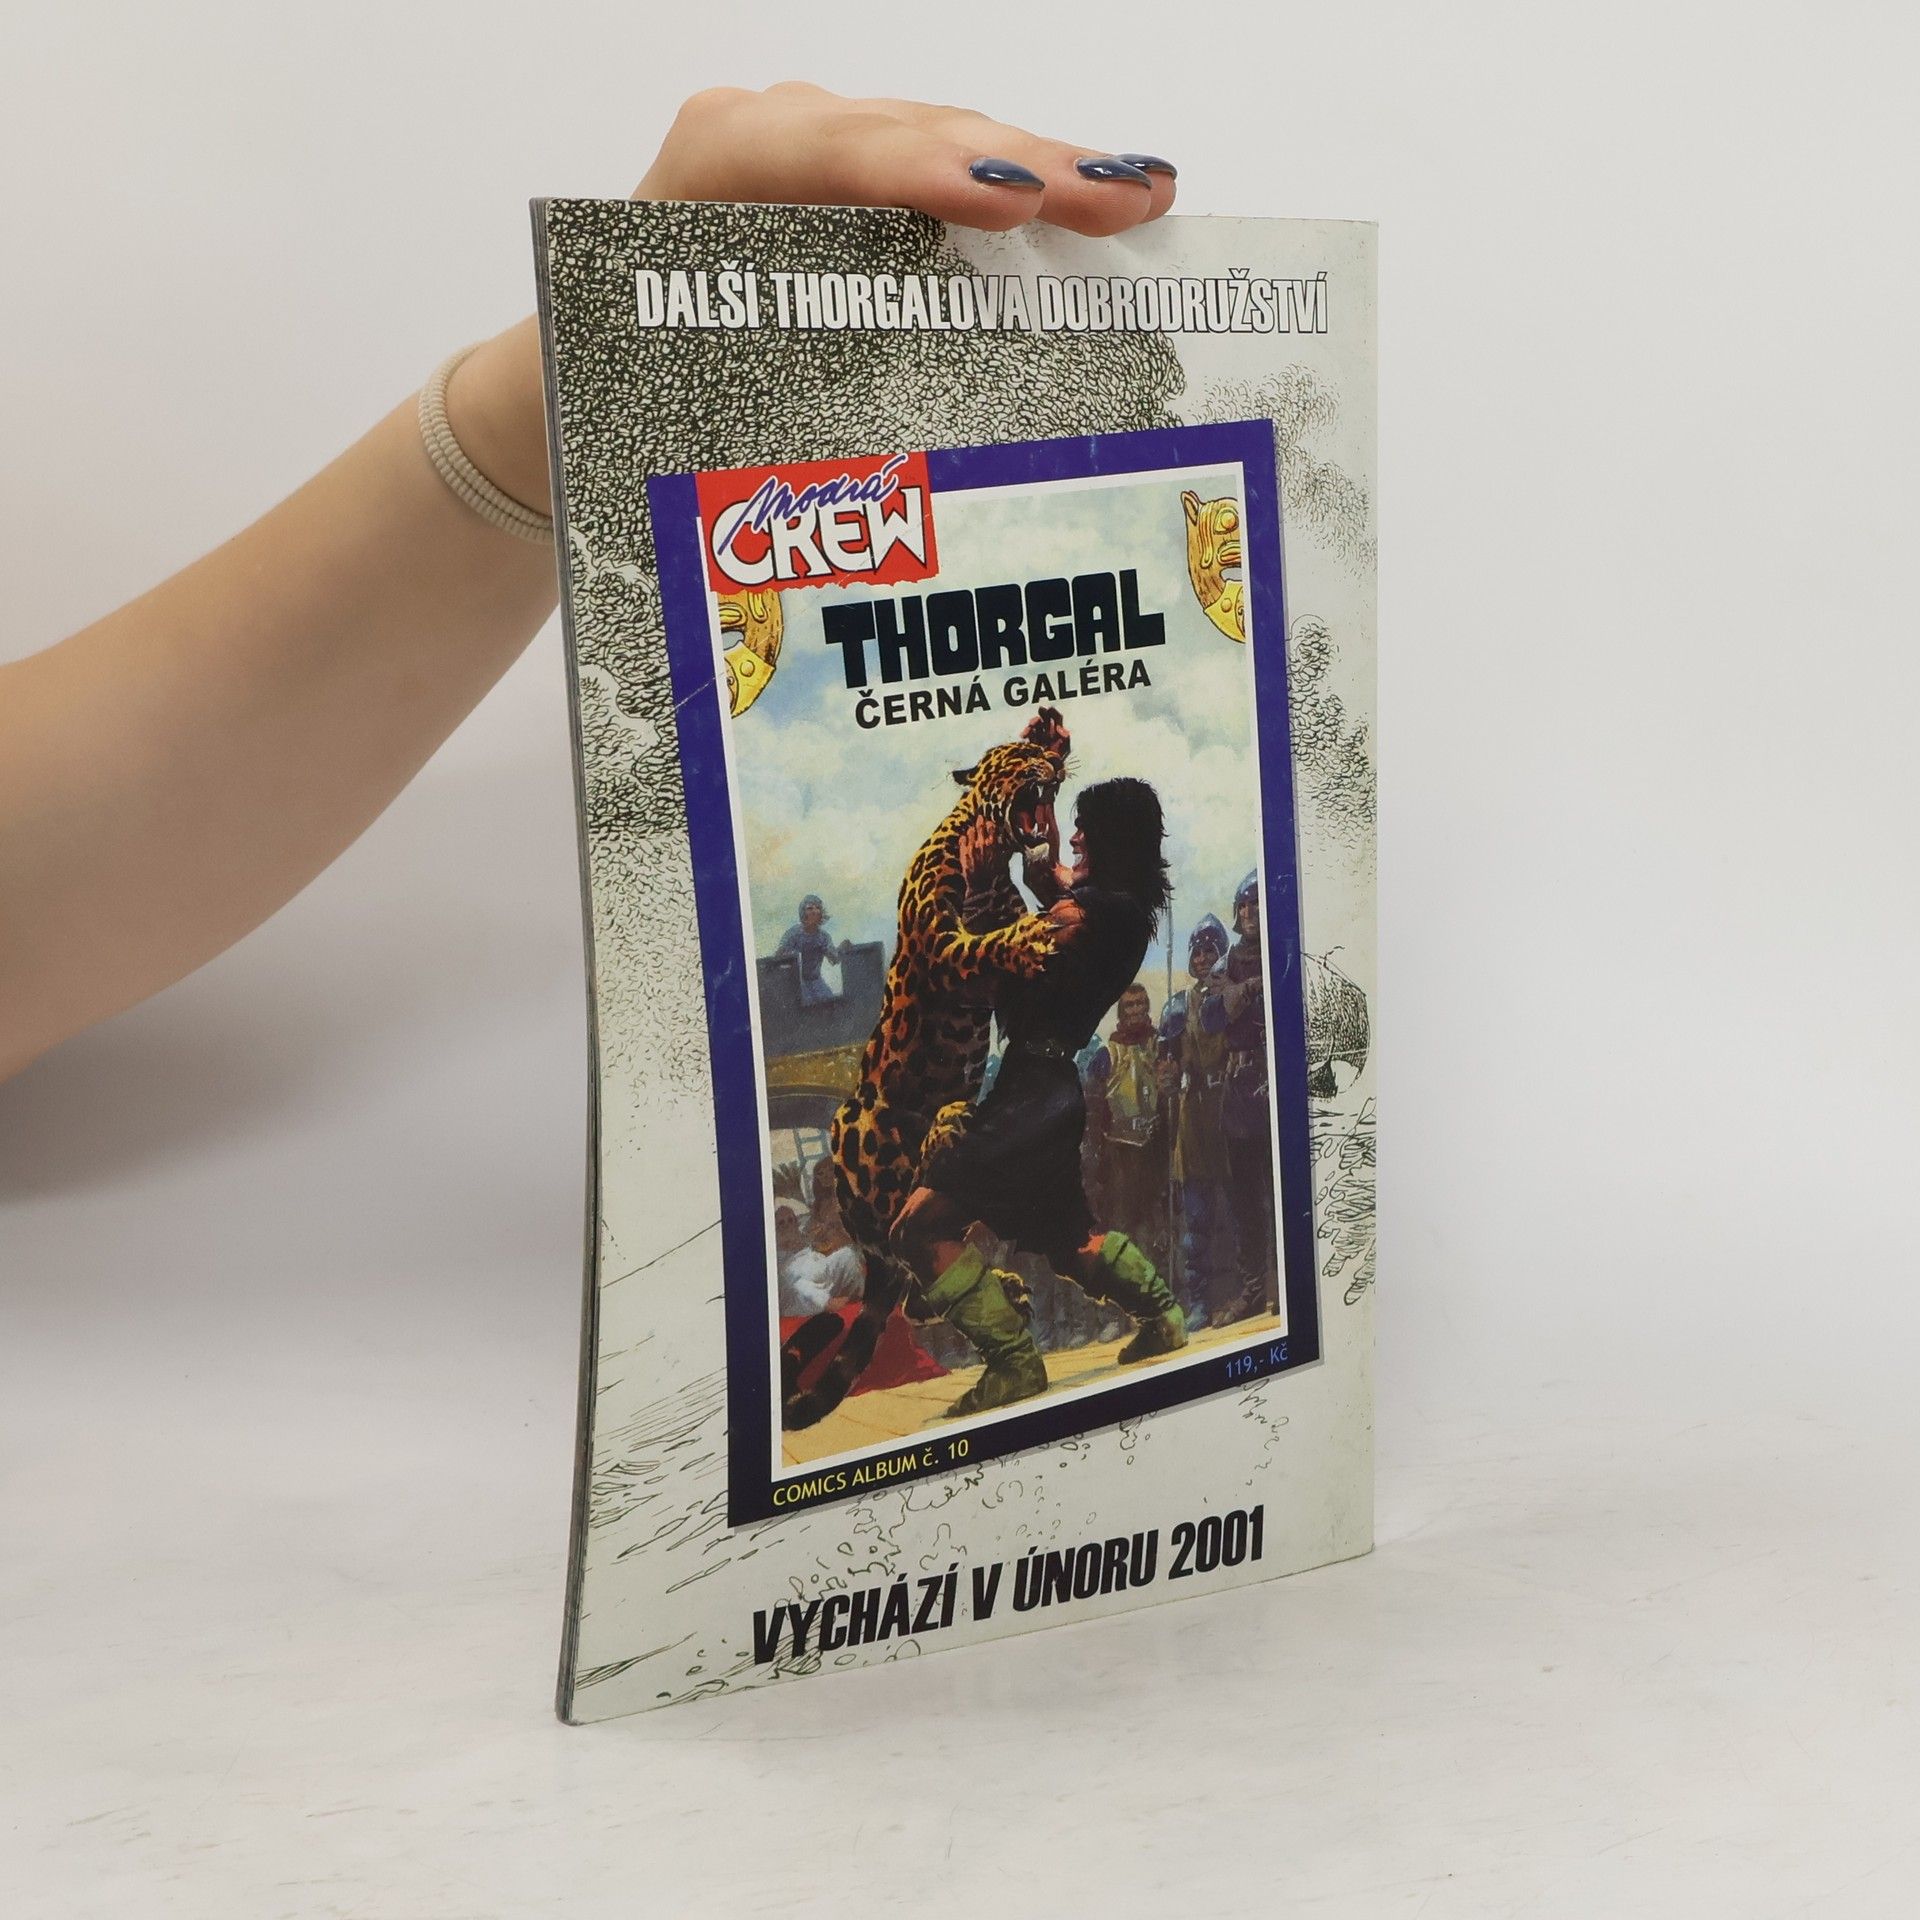 DALŠÍ THORGALOVA DOBRODRUŽSTVÍ
Modrá
CREW
THORGAL
ČERNÁ GALÉRA
119,- Kč
COMICS ALBUM č. 10
VYCHÁZÍ V ÚNORU 2001